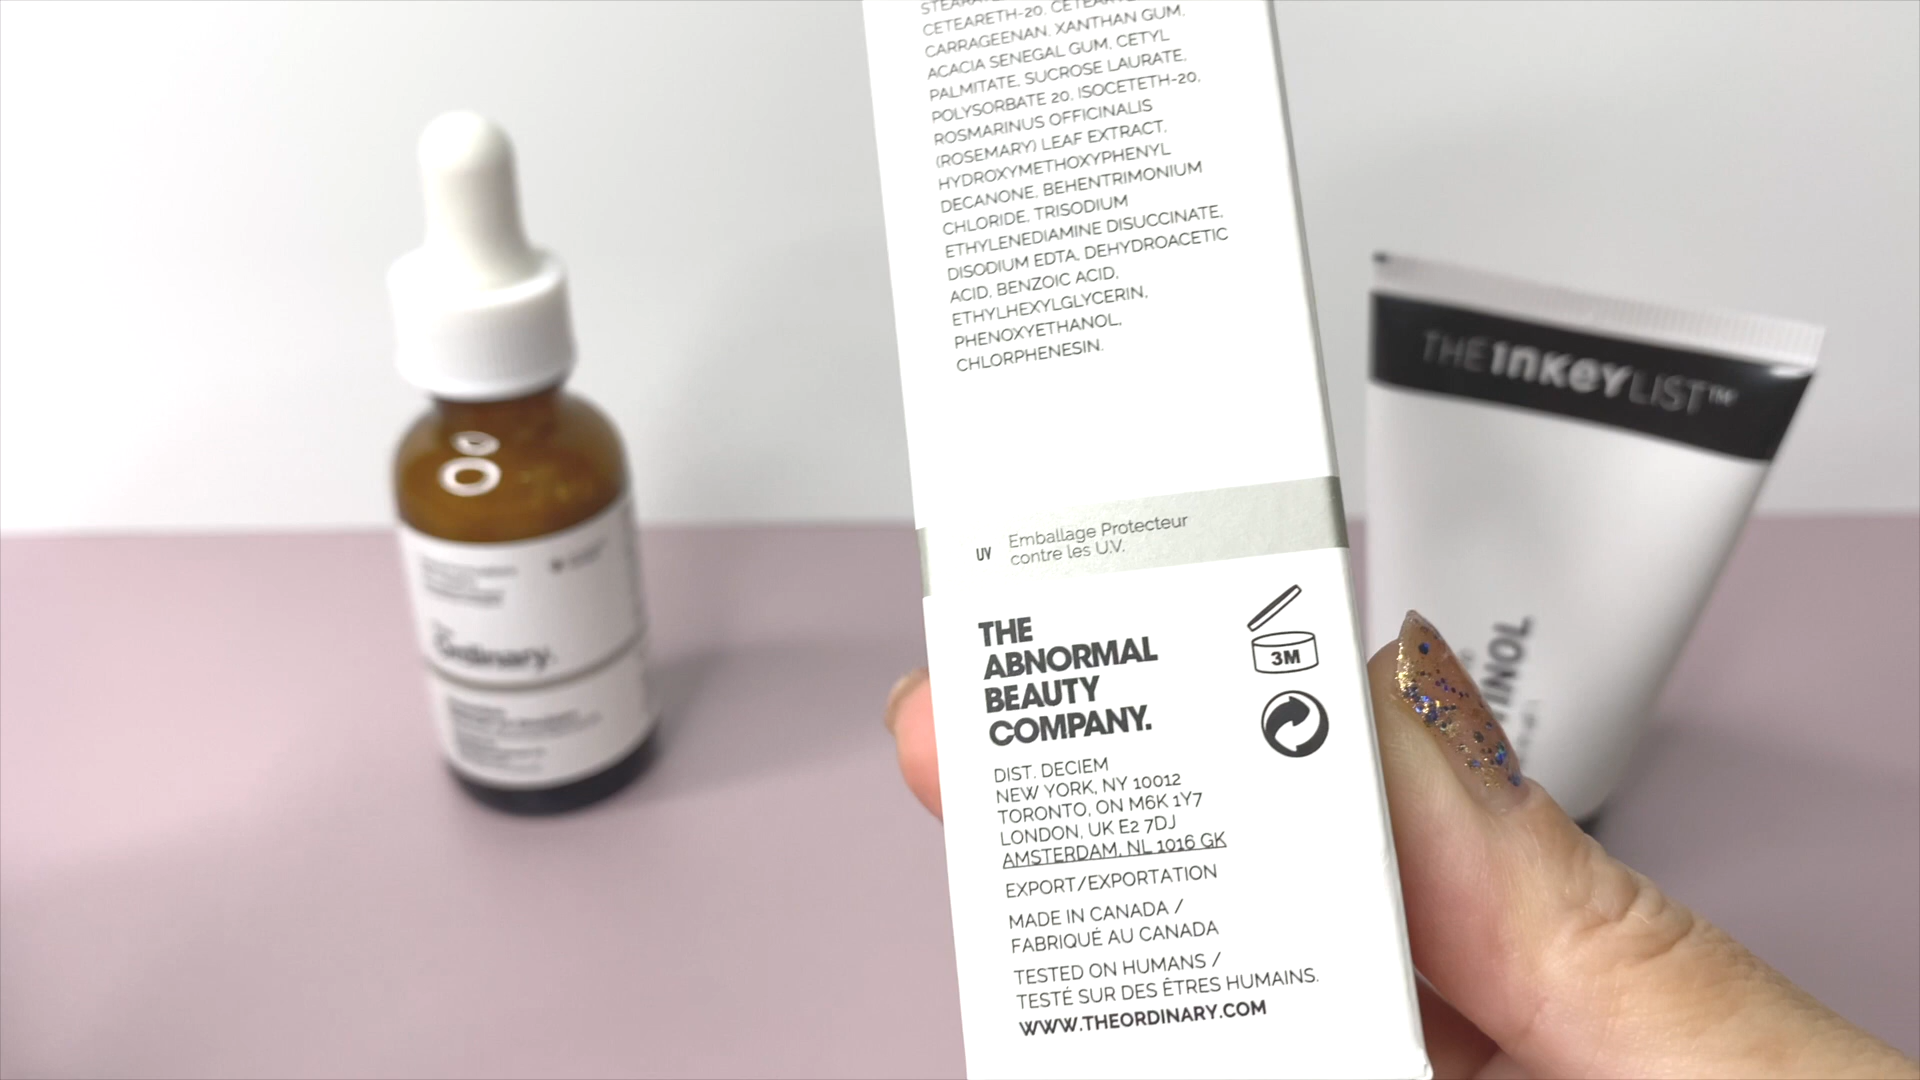 CETEARETH-20, 
CARRAGEENAN, XANTHAN GUM,
ACACIA SENEGAL GUM, CETYL
PALMITATE, SUCROSE LAURATE,
POLYSORBATE 20, ISOCETETH-20,
ROSMARINUS OFFICINALIS
(ROSEMARY) LEAF EXTRACT,
HYDROXYMETHOXYPHENYL
DECANONE, BEHENTRIMONIUM
CHLORIDE, TRISODIUM
ETHYLENEDIAMINE DISUCCINATE,
DISODIUM EDTA, DEHYDROACETIC
ACID, BENZOIC ACID,
ETHYLHEXYLGLYCERIN,
PHENOXYETHANOL,
CHLORPHENESIN.
UV Emballage Protecteur
contre les U.V.
THE
ABNORMAL
BEAUTY
COMPANY.
3M
DIST. DECIEM
NEW YORK, NY 10012
TORONTO, ON M6K 1Y7
LONDON, UK E2 7DJ
AMSTERDAM, NL 1016 GK
EXPORT/EXPORTATION
MADE IN CANADA /
FABRIQUÉ AU CANADA
TESTED ON HUMANS /
TESTÉ SUR DES ÊTRES HUMAINS.
WWW.THEORDINARY.COM
THE INKEY LIST™
TINOL
Ordinary.